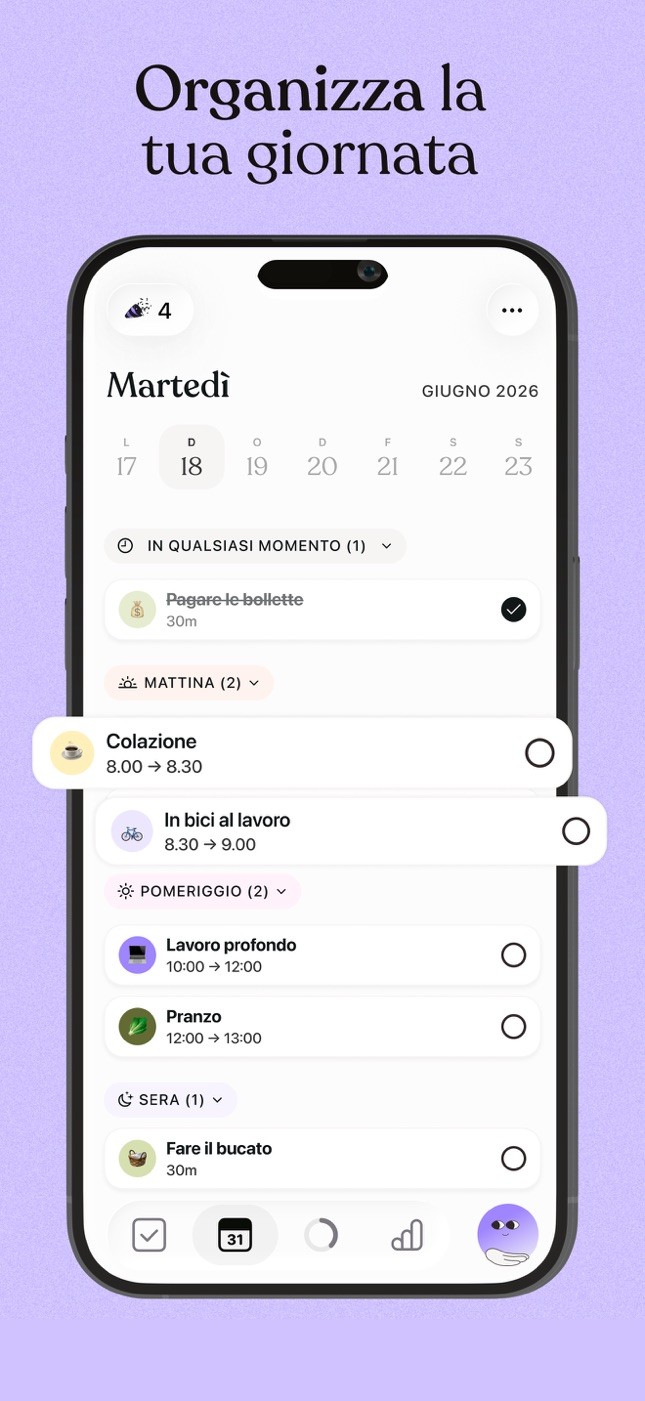 Organizza la
tua giornata
4
Martedì
GIUGNO 2026
L D O D F S S
17 18 19 20 21 22 23
IN QUALSIASI MOMENTO (1)
Pagare le bollette
30m
MATTINA (2)
Colazione
8.00 → 8.30
In bici al lavoro
8.30 → 9.00
POMERIGGIO (2)
Lavoro profondo
10:00 → 12:00
Pranzo
12:00 → 13:00
SERA (1)
Fare il bucato
30m
31